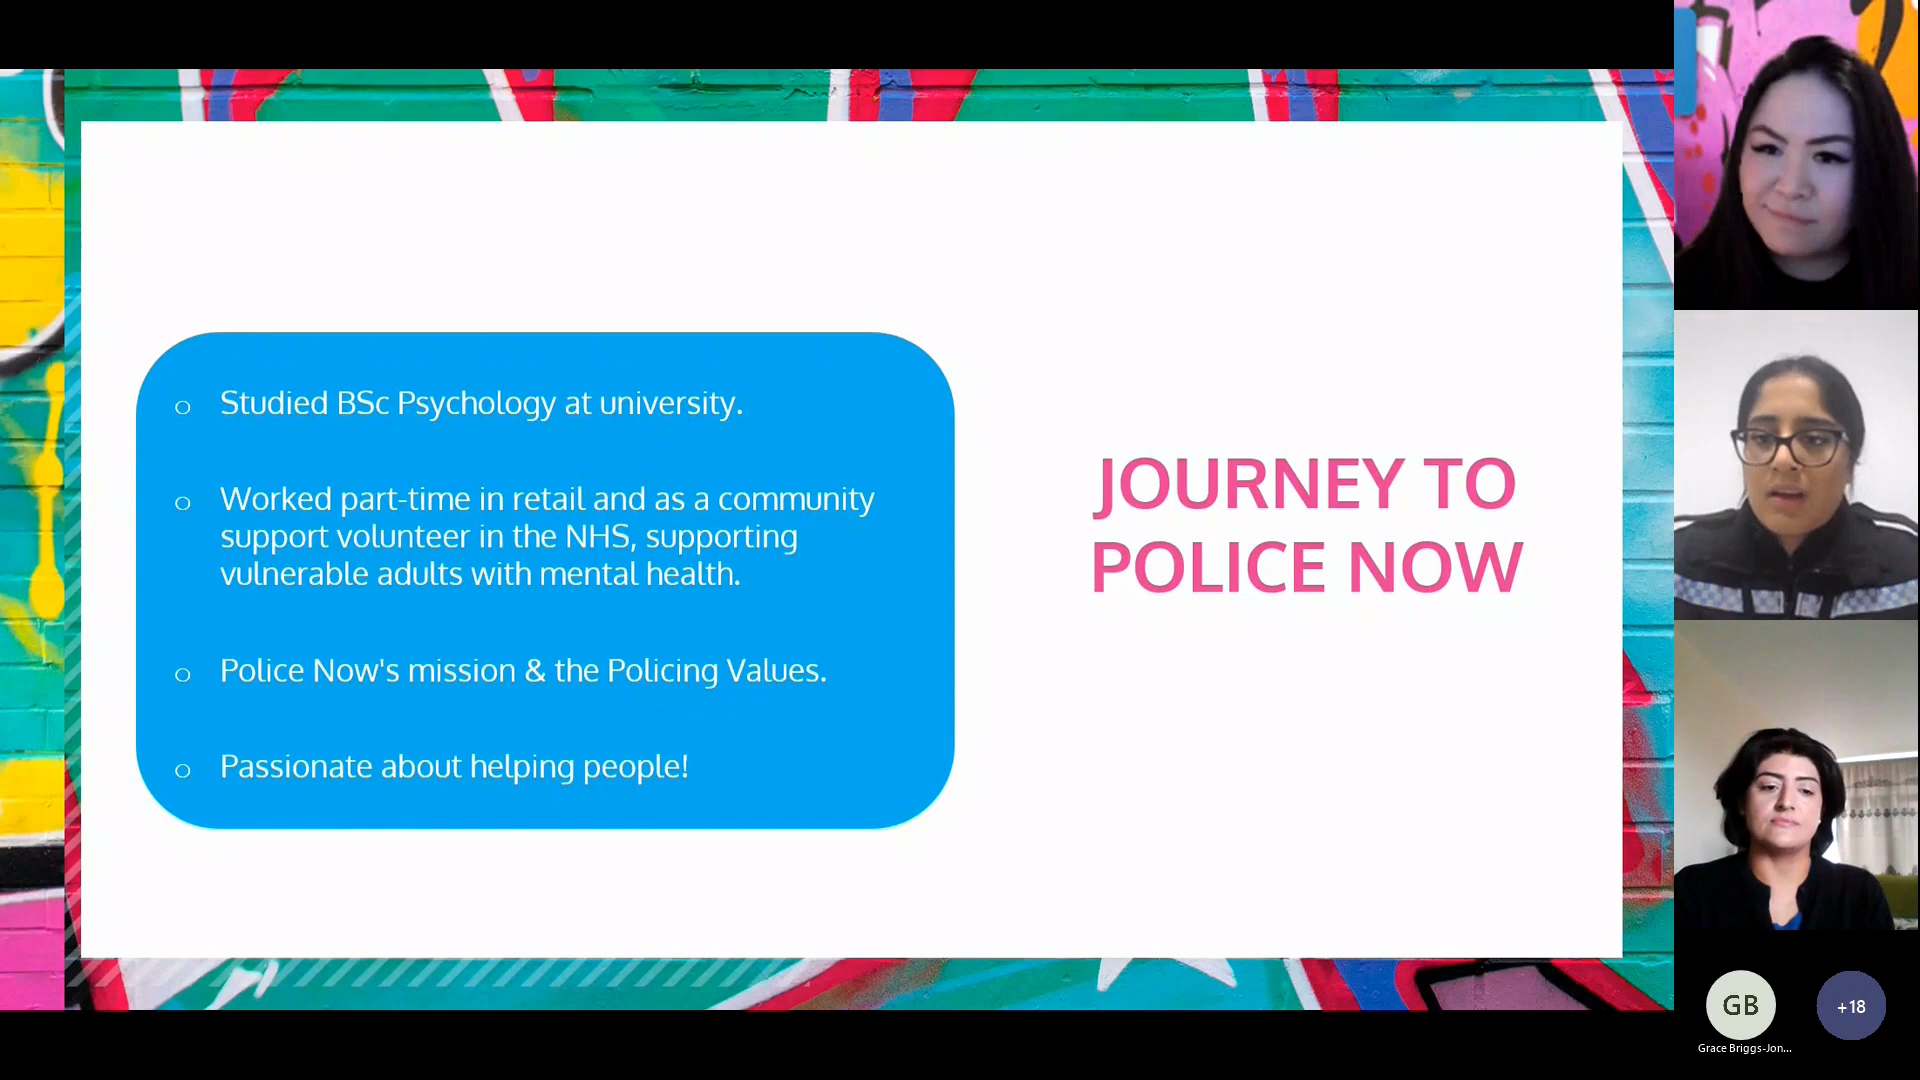 Studied BSc Psychology at university.
Worked part-time in retail and as a community
support volunteer in the NHS, supporting
vulnerable adults with mental health.
Police Now's mission & the Policing Values.
Passionate about helping people!
JOURNEY TO
POLICE NOW
GB
+18
Grace Briggs-Jon...